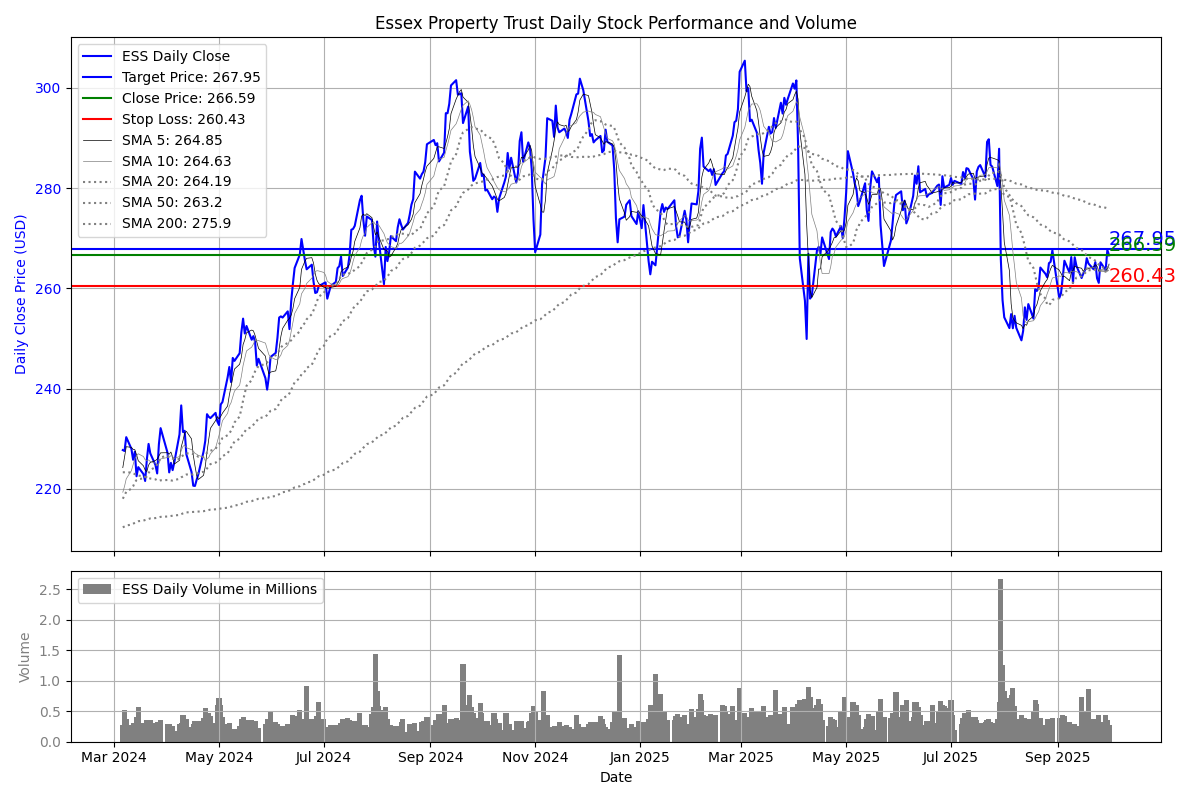 Essex Property Trust Daily Stock Performance and Volume
ESS Daily Close
Target Price: 267.95
Close Price: 266.59
Stop Loss: 260.43
SMA 5: 264.85
SMA 10: 264.63
SMA 20: 264.19
SMA 50: 263.2
SMA 200: 275.9
300
280
260
240
220
Daily Close Price (USD)
267.95
266.59
260.43
ESS Daily Volume in Millions
2.5
2.0
1.5
1.0
0.5
0.0
Volume
Mar 2024
May 2024
Jul 2024
Sep 2024
Nov 2024
Jan 2025
Mar 2025
May 2025
Jul 2025
Sep 2025
Date